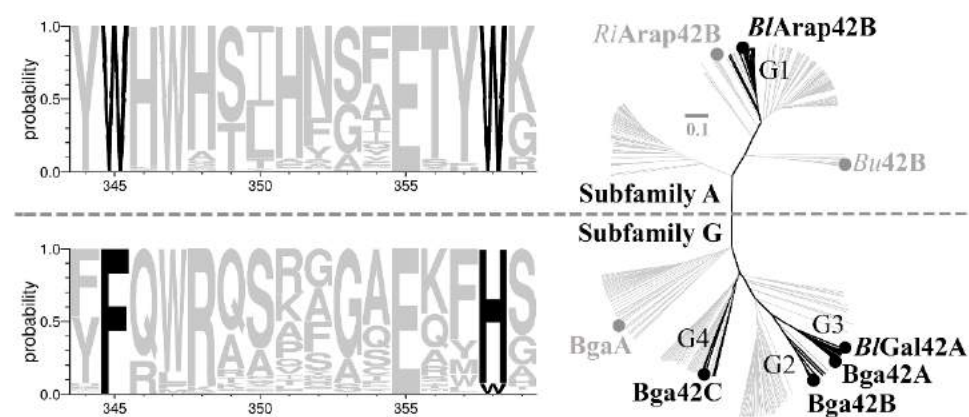 1.0
probability
0.5
0.0
Y W H W H S I H N S F E T Y W K
A T L F G A I G
A R
345 350 355
RiArap42B
BlArap42B
G1
0.1
Bu42B
Subfamily A
Subfamily G
1.0
probability
0.5
0.0
F F Q W R Q S R G G A E K F H S
Y R A A K A Q S Q Y M W G A
345 350 355
BgaA
G4
Bga42C
G2
G3
BlGal42A
Bga42A
Bga42B